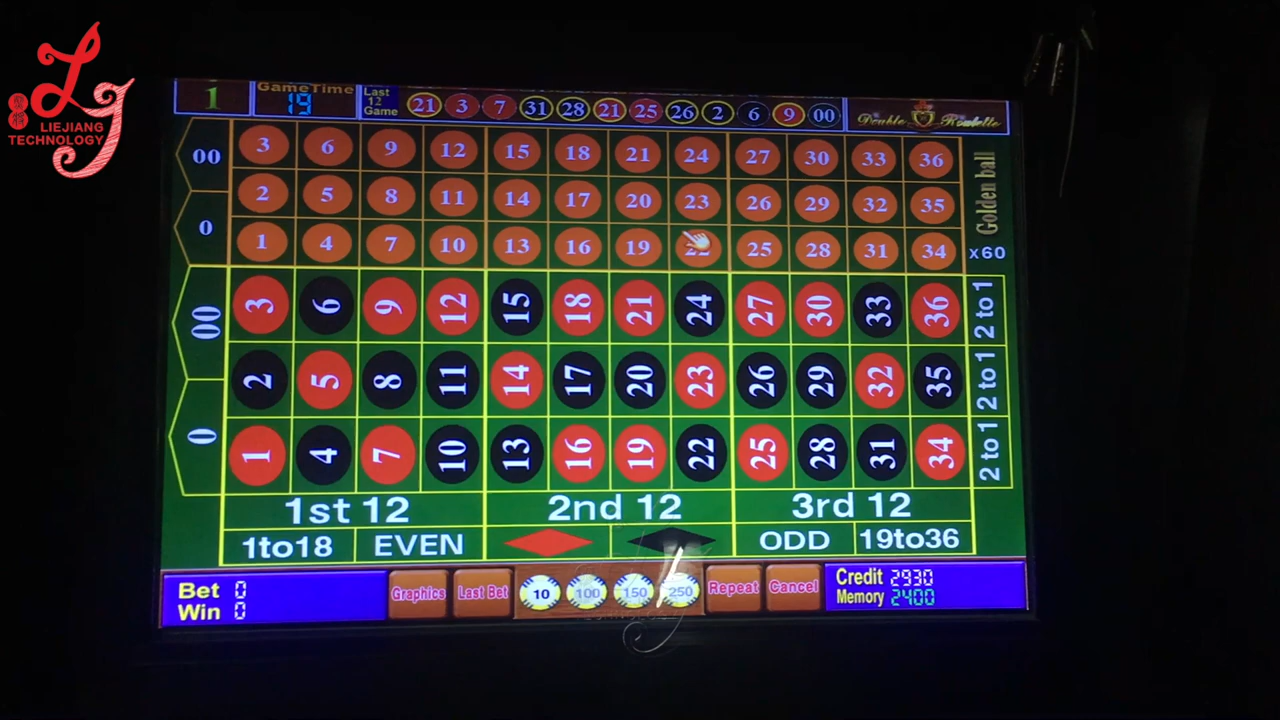 LIEJIANG
TECHNOLOGY
1
GameTime
19
Last
12
Game
21 3 7 31 28 21 25 26 2 6 9 00
Double Roulette
00 3 6 9 12 15 18 21 24 27 30 33 36
2 5 8 11 14 17 20 23 26 29 32 35
0 1 4 7 10 13 16 19 22 25 28 31 34
Golden ball
x60
00 3 6 9 12 15 18 21 24 27 30 33 36 2 to 1
2 5 8 11 14 17 20 23 26 29 32 35 2 to 1
0 1 4 7 10 13 16 19 22 25 28 31 34 2 to 1
1st 12 2nd 12 3rd 12
1to18 EVEN ODD 19to36
Bet 0
Win 0
Graphics Last Bet 10 100 150 250 Repeat Cancel
Credit 2930
Memory 2400